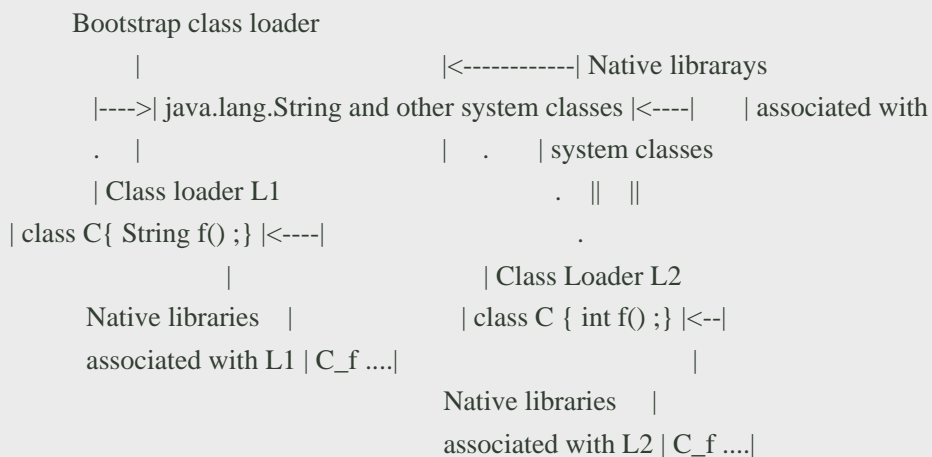 Bootstrap class loader
| |<------------| Native librarays
|---->| java.lang.String and other system classes |<----| | associated with
. | | . | system classes
| Class loader L1 . || ||
| class C{ String f() ;} |<----| .
| | Class Loader L2
Native libraries | | class C { int f() ;} |<--|
associated with L1 | C_f ....| |
Native libraries |
associated with L2 | C_f ....|